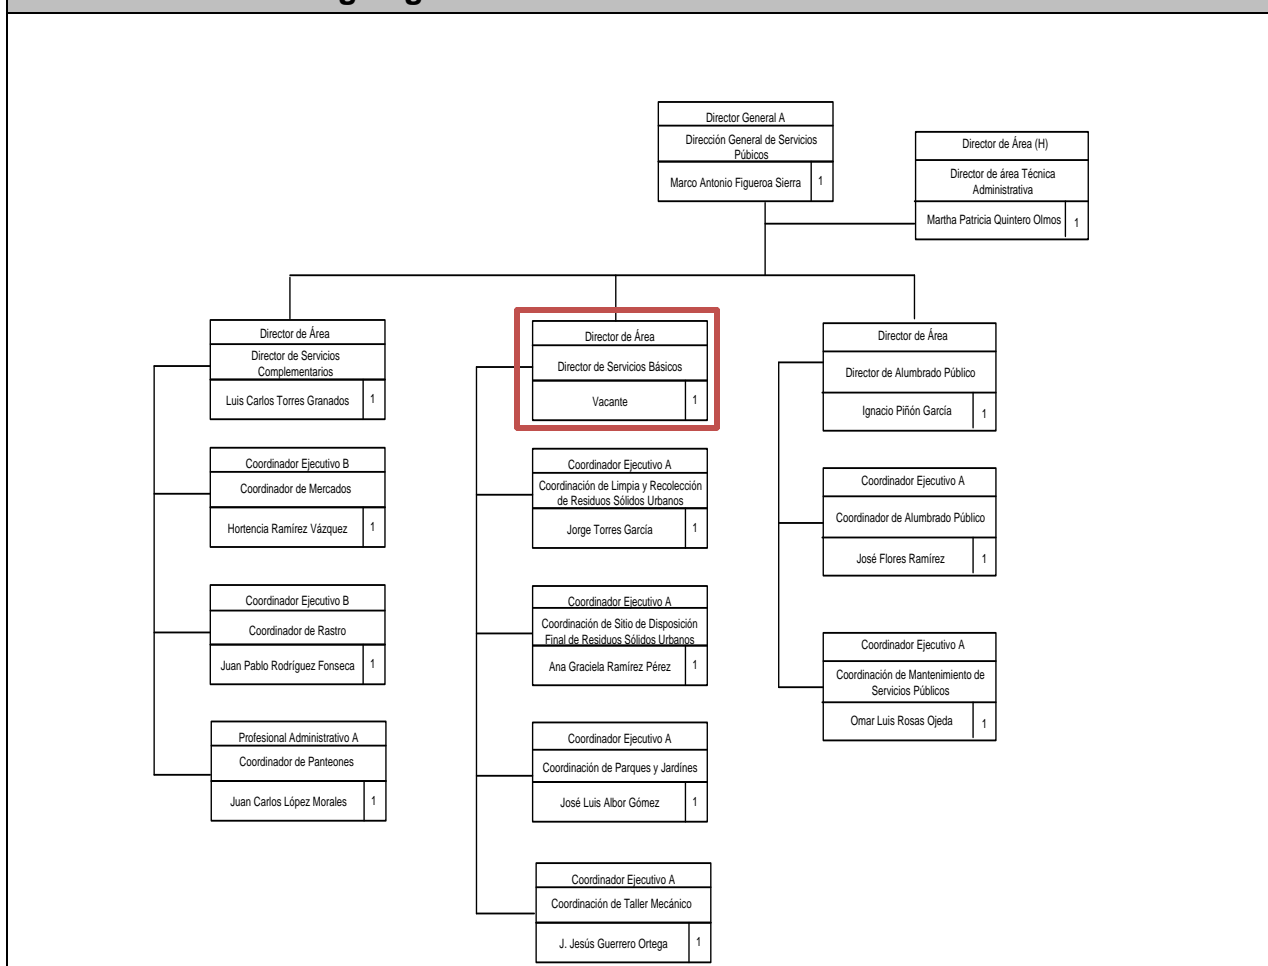 Director General A
Dirección General de Servicios
Púbicos
Marco Antonio Figueroa Sierra 1
Director de Área (H)
Director de área Técnica
Administrativa
Martha Patricia Quintero Olmos 1
Director de Área
Director de Servicios
Complementarios
Luis Carlos Torres Granados 1
Coordinador Ejecutivo B
Coordinador de Mercados
Hortencia Ramírez Vázquez 1
Coordinador Ejecutivo B
Coordinador de Rastro
Juan Pablo Rodríguez Fonseca 1
Profesional Administrativo A
Coordinador de Panteones
Juan Carlos López Morales 1
Director de Área
Director de Servicios Básicos
Vacante 1
Coordinador Ejecutivo A
Coordinación de Limpia y Recolección
de Residuos Sólidos Urbanos
Jorge Torres García 1
Coordinador Ejecutivo A
Coordinación de Sitio de Disposición
Final de Residuos Sólidos Urbanos
Ana Graciela Ramírez Pérez 1
Coordinador Ejecutivo A
Coordinación de Parques y Jardínes
José Luis Albor Gómez 1
Coordinador Ejecutivo A
Coordinación de Taller Mecánico
J. Jesús Guerrero Ortega 1
Director de Área
Director de Alumbrado Público
Ignacio Piñón García 1
Coordinador Ejecutivo A
Coordinador de Alumbrado Público
José Flores Ramírez 1
Coordinador Ejecutivo A
Coordinación de Mantenimiento de
Servicios Públicos
Omar Luis Rosas Ojeda 1